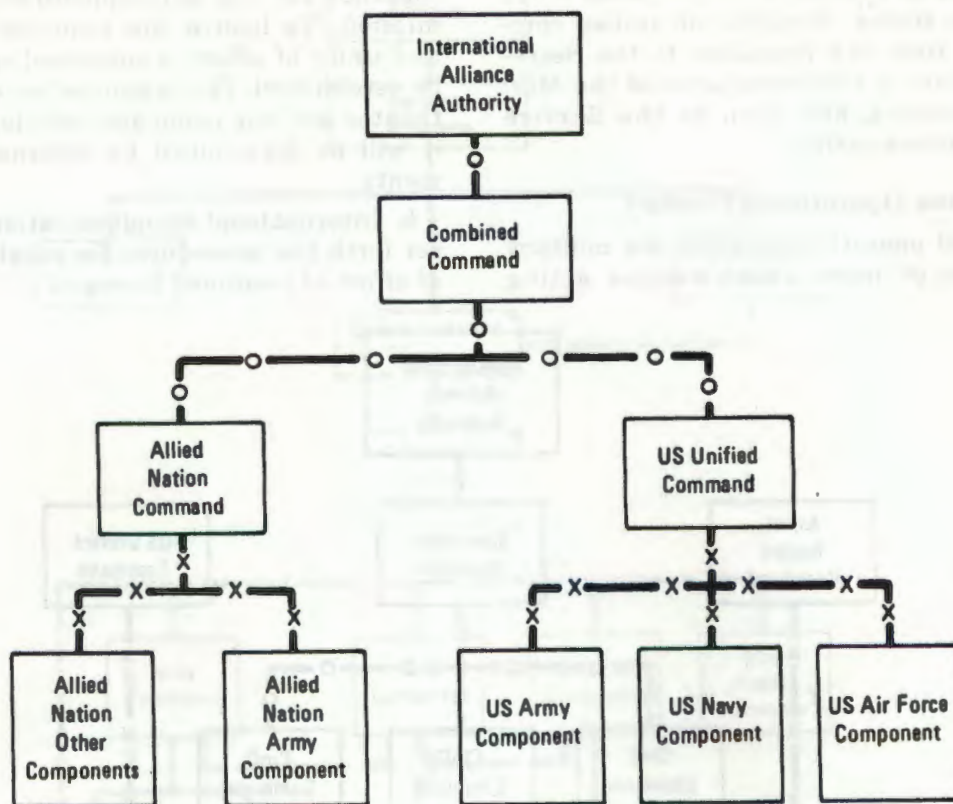 International
Alliance
Authority
Combined
Command
Allied
Nation
Command
US Unified
Command
Allied
Nation
Other
Components
Allied
Nation
Army
Component
US Army
Component
US Navy
Component
US Air Force
Component